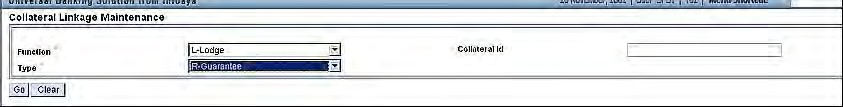 Universal Banking Solution from Infosys
Collateral Linkage Maintenance
Function * L-Lodge Collateral Id
Type * R-Guarantee
Go Clear